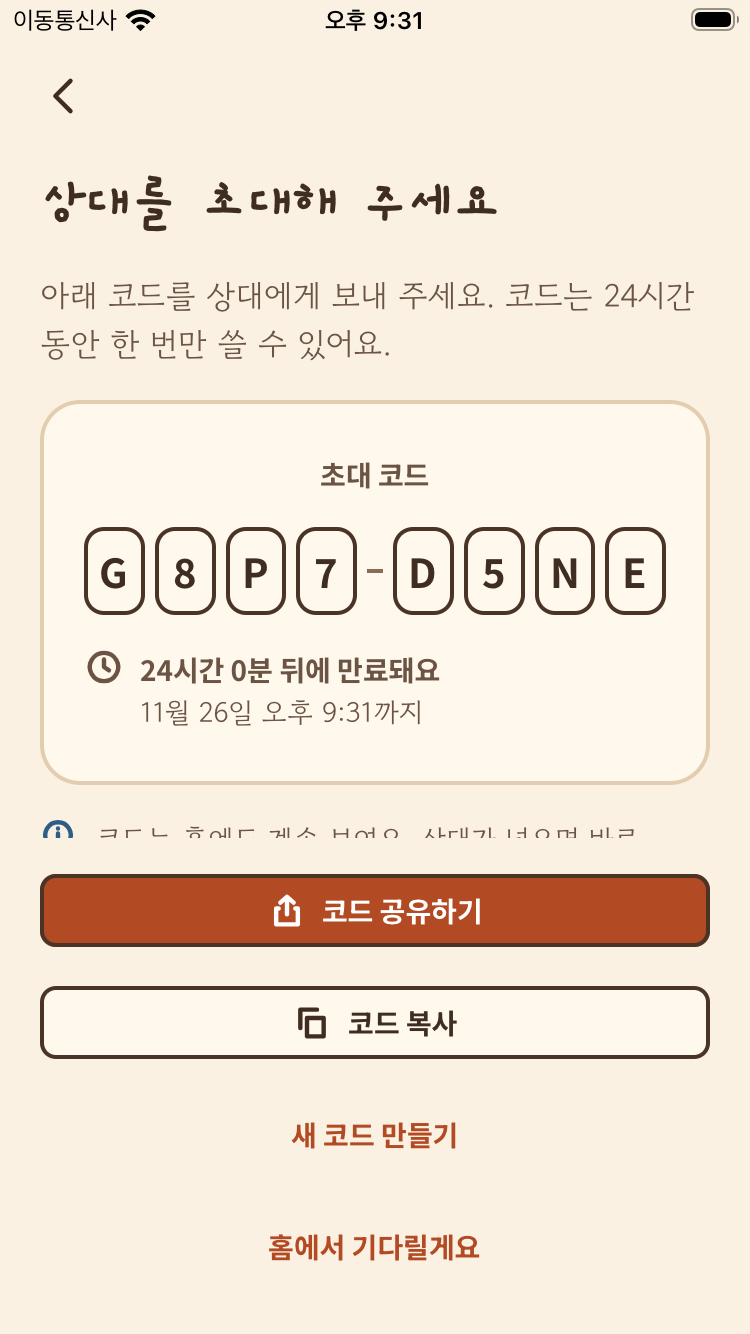 이동통신사
오후 9:31
상대를 초대해 주세요
아래 코드를 상대에게 보내 주세요. 코드는 24시간
동안 한 번만 쓸 수 있어요.
초대 코드
G8P7-D5NE
24시간 0분 뒤에 만료돼요
11월 26일 오후 9:31까지
코드 공유하기
코드 복사
새 코드 만들기
홈에서 기다릴게요